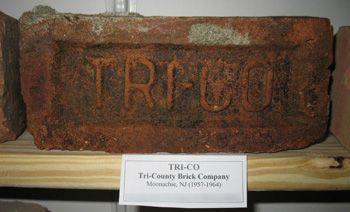 TRI-CO
TRI-CO
Tri-County Brick Company
Moonachie, NJ (1957-1964)